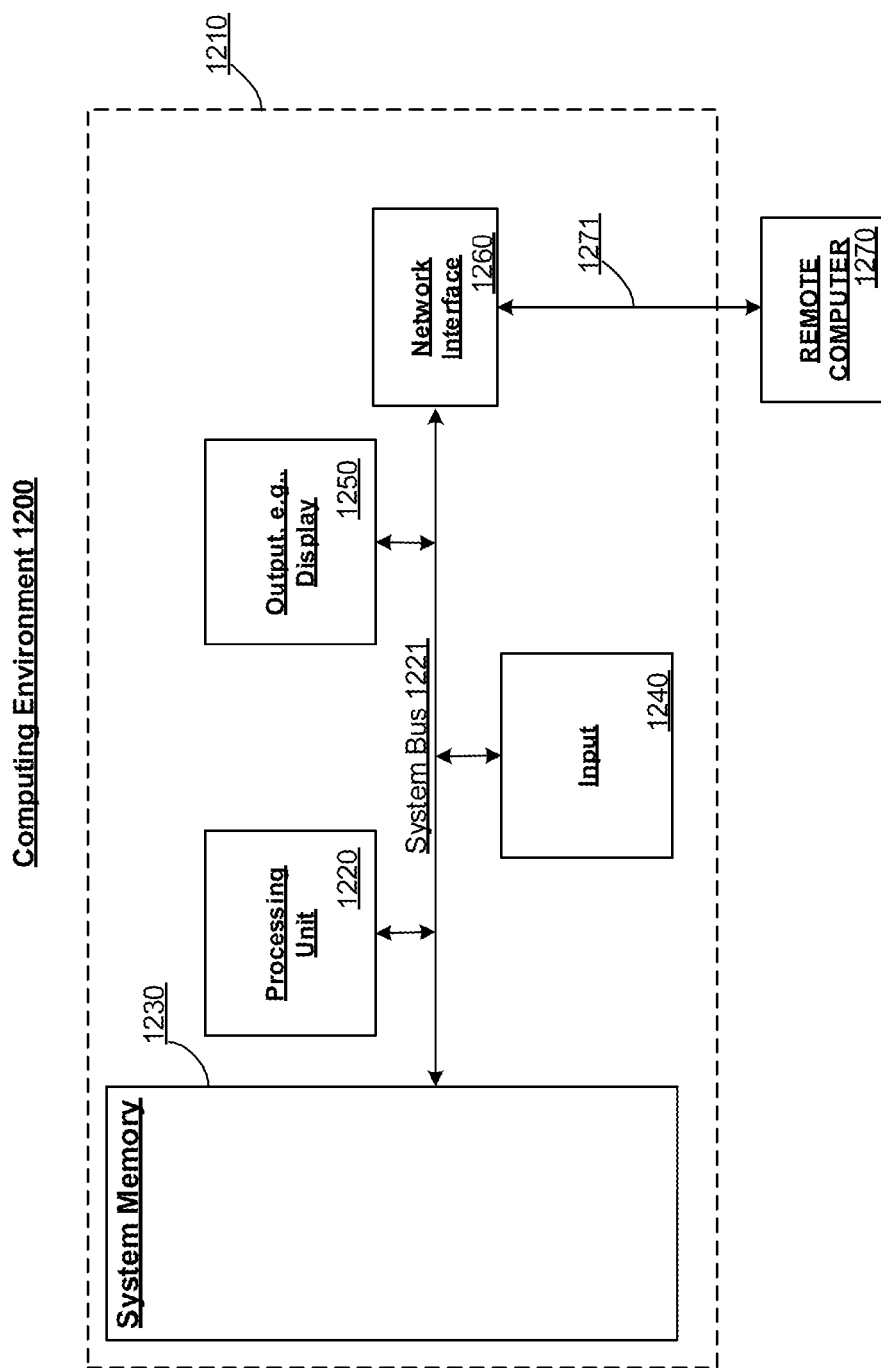 Computing Environment 1200
1210
System Memory
1230
Processing
Unit
1220
Output, e.g.,
Display
1250
System Bus 1221
Network
Interface
1260
Input
1240
1271
REMOTE
COMPUTER
1270